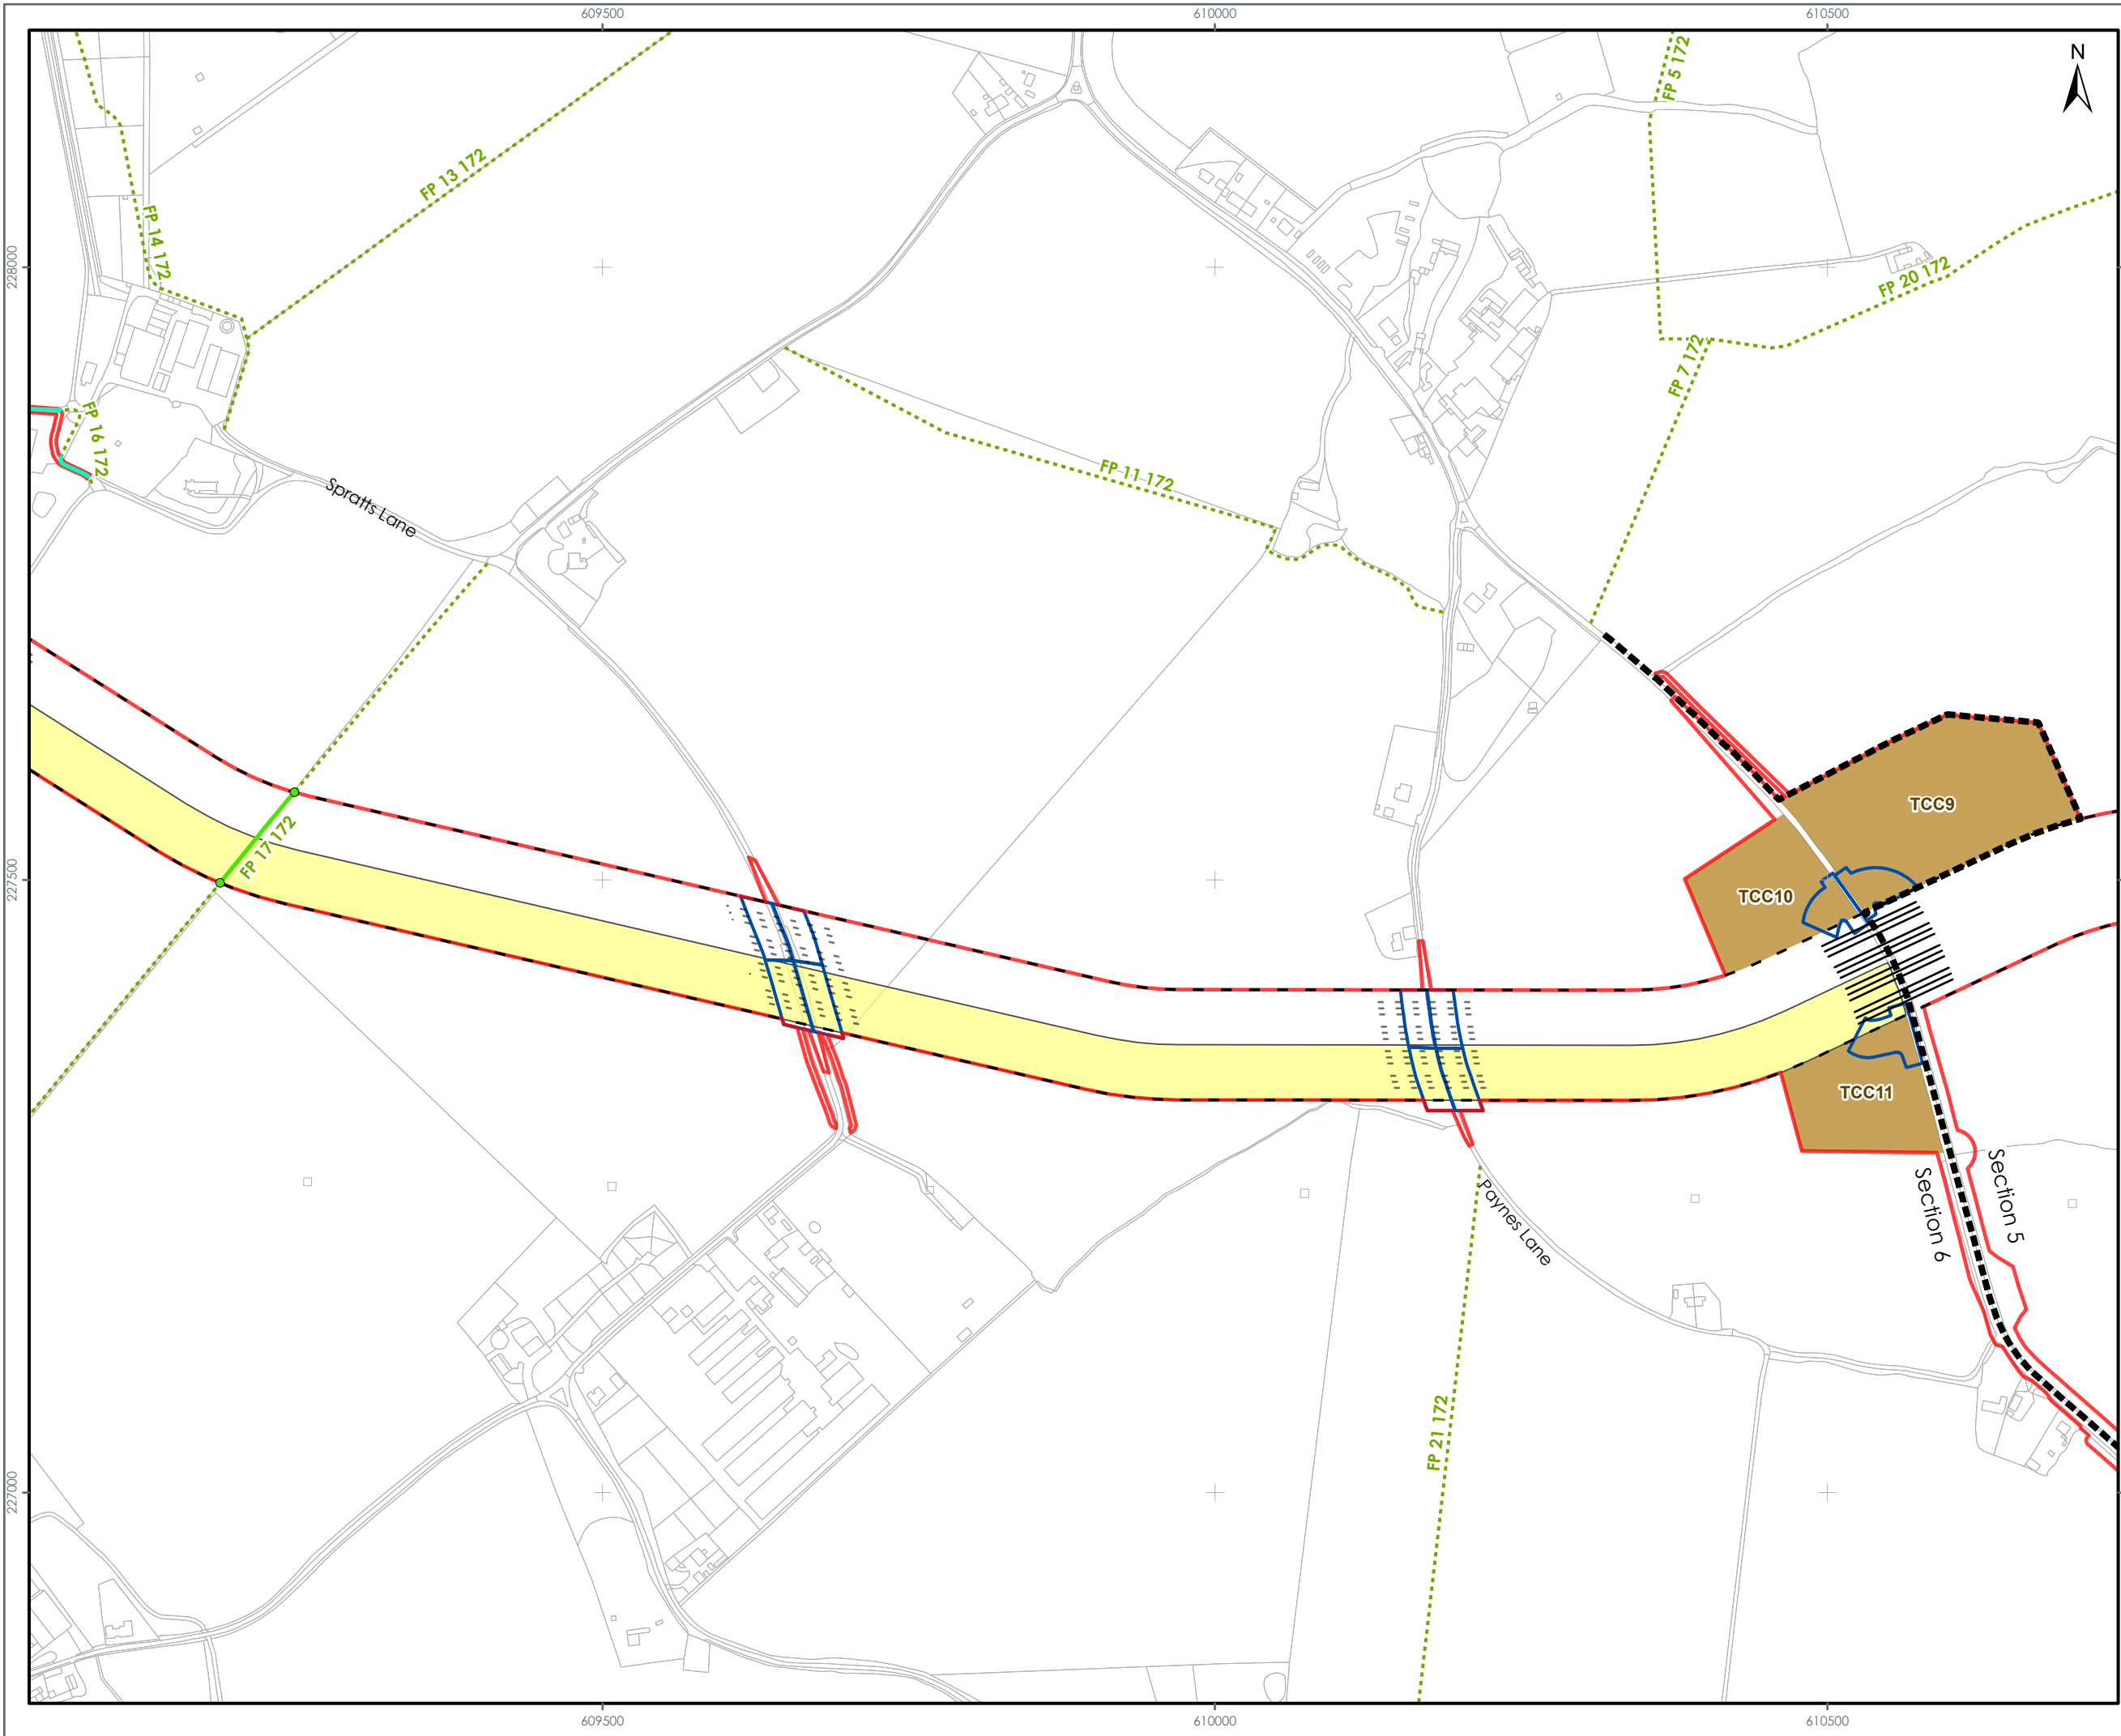 609500
610000
610500
N
FP 5 172
FP 13 172
FP 14 172
228000
FP 20 172
FP 7 172
FP 16 172
FP 11 172
Spratts Lane
TCC9
FP 17 172
227500
TCC10
TCC11
Section 5
Section 6
Paynes Lane
FP 21 172
227000
609500
610000
610500